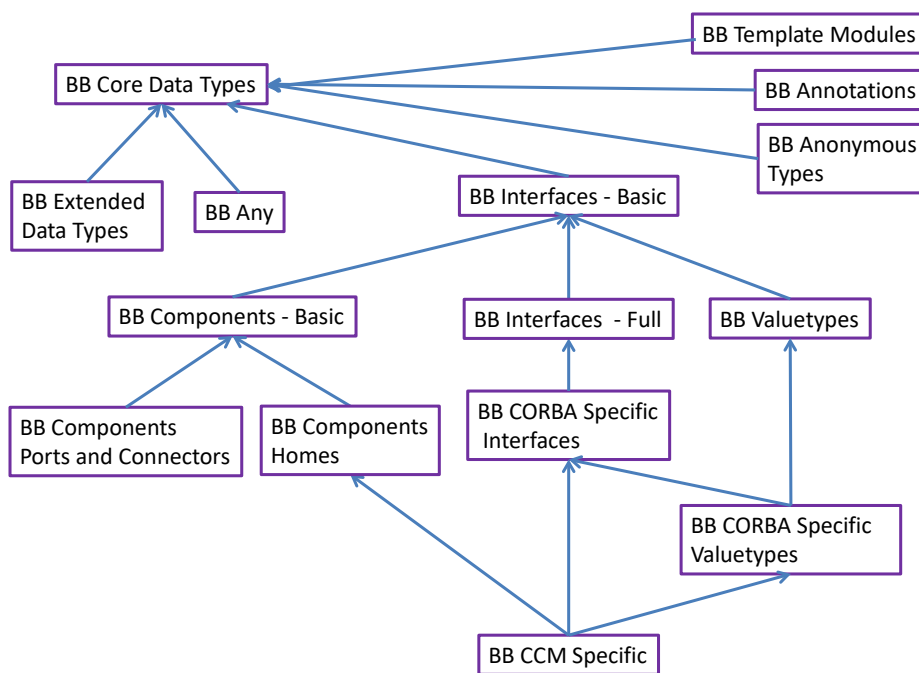 BB Template Modules
BB Core Data Types
BB Annotations
BB Anonymous
Types
BB Extended
Data Types
BB Any
BB Interfaces - Basic
BB Components - Basic
BB Interfaces - Full
BB Valuetypes
BB Components
Ports and Connectors
BB Components
Homes
BB CORBA Specific
Interfaces
BB CORBA Specific
Valuetypes
BB CCM Specific